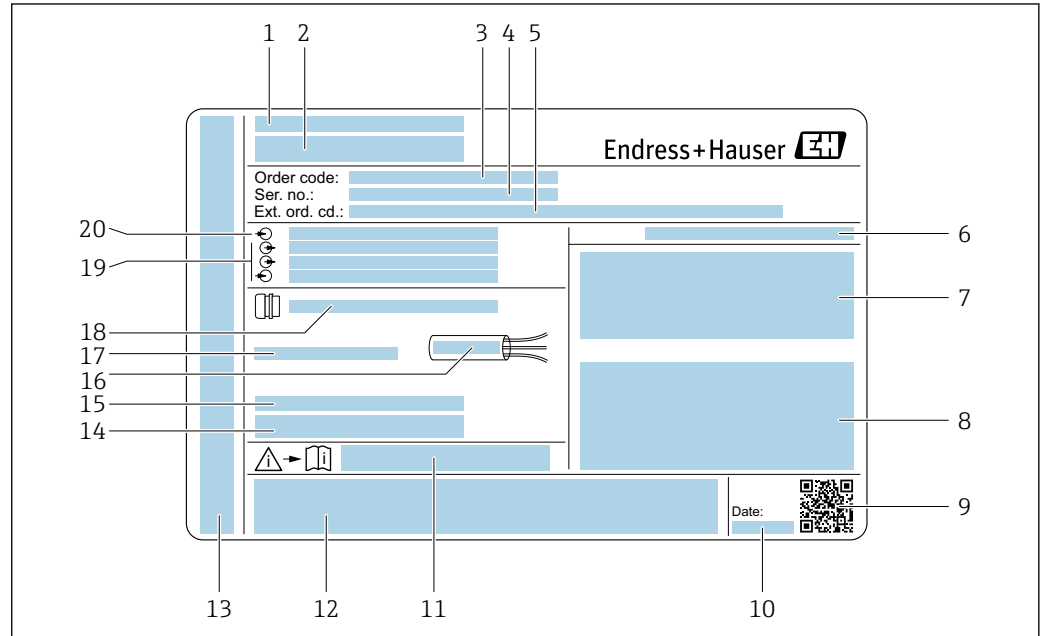 1 2 3 4 5
Endress+Hauser EH
Order code:
Ser. no.:
Ext. ord. cd.:
20
6
19
7
18
17
16
15
14
8
i i
Date:
9
13 12 11 10